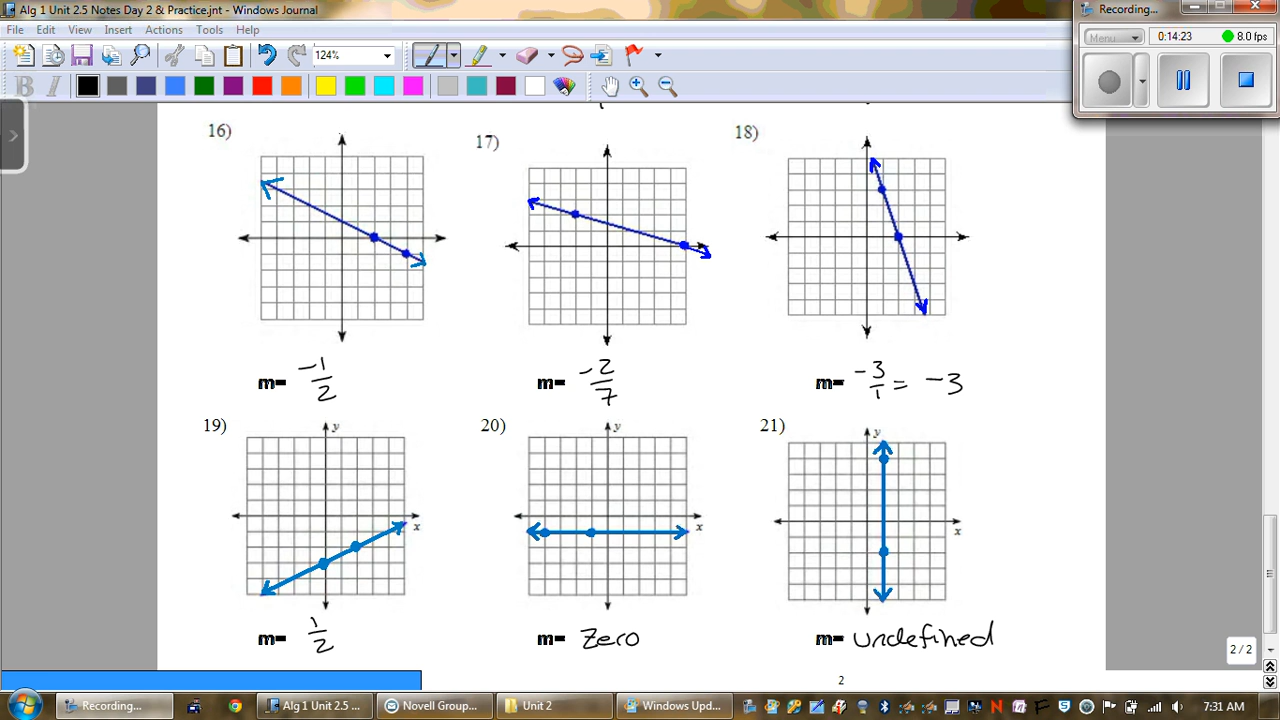 Alg 1 Unit 2.5 Notes Day 2 & Practice.jnt - Windows Journal
Recording...
File Edit View Insert Actions Tools Help
Menu
0:14:23
8.0 fps
124%
B I
16)
17)
18)
m= -1/2
m= -2/7
m= -3/1 = -3
19)
20)
21)
y
x
y
x
y
x
m= 1/2
m= Zero
m= undefined
2 / 2
2
Recording...
Alg 1 Unit 2.5 ...
Novell Group...
Unit 2
Windows Upd...
7:31 AM